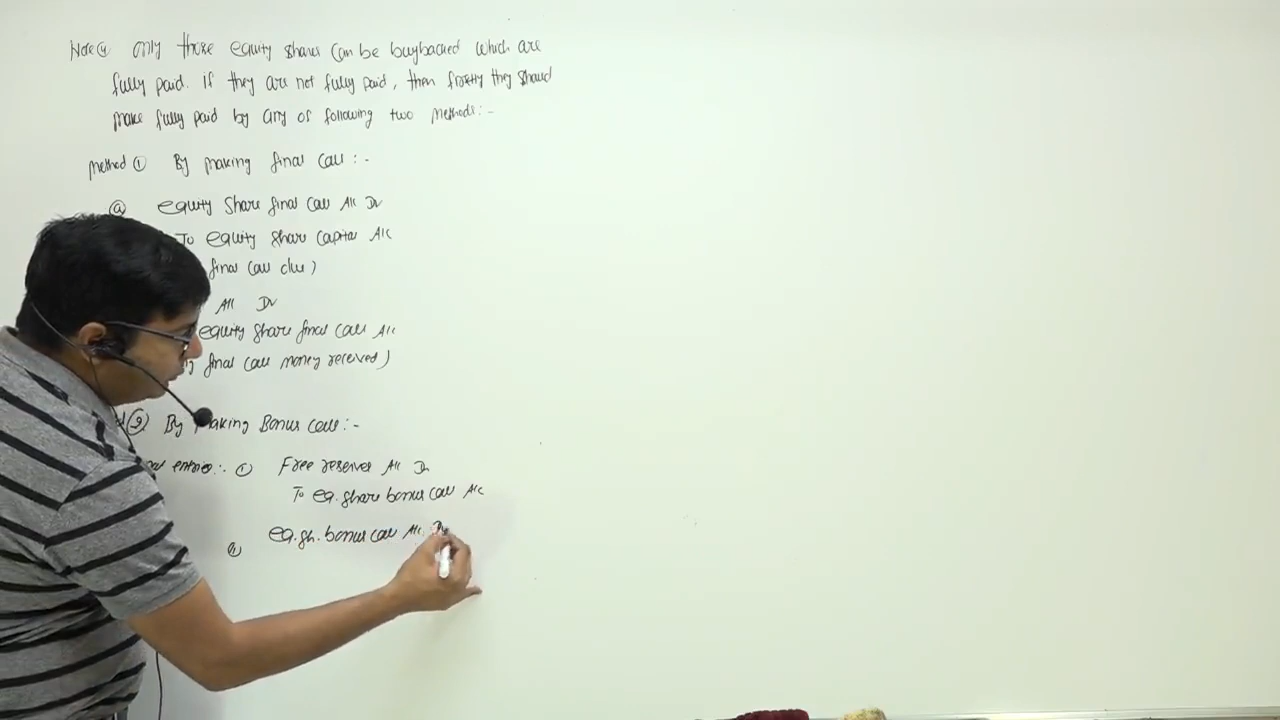 Note ④ Only those equity shares can be buybacked which are
fully paid. if they are not fully paid, then firstly they should
make fully paid by any of following two Methods:-
Method ① By making final call :-
ⓐ equity Share final call A/c Dr
To equity share capital A/c
final call due)
A/c Dr
equity share final call A/c
final call money received)
② By Making Bonus call :-
entries:- ① Free reserves A/c Dr
To eq. share bonus call A/c
eq. sh. bonus call A/c Dr